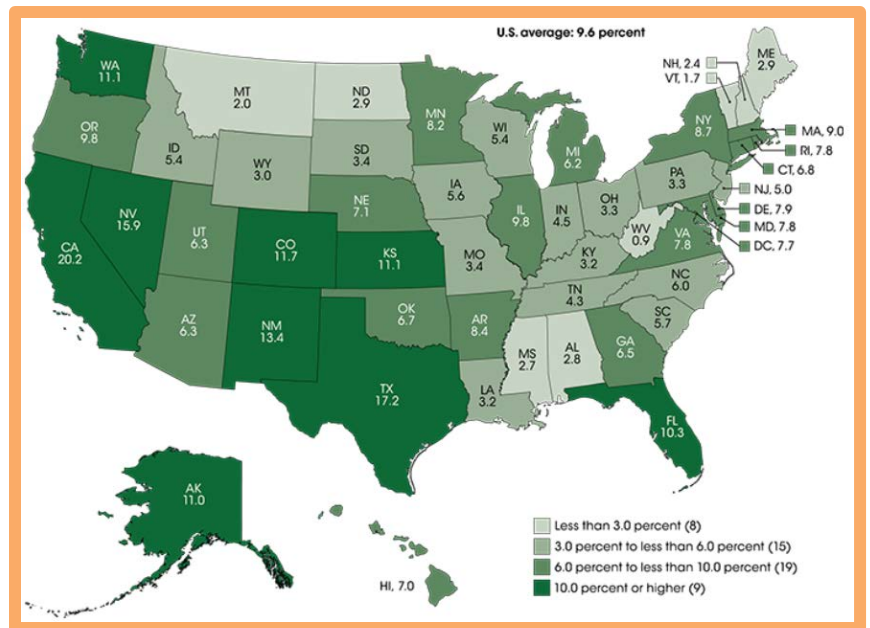 U.S. average: 9.6 percent
WA
11.1
MT
2.0
ND
2.9
MN
8.2
WI
5.4
MI
6.2
NY
8.7
NH, 2.4
VT, 1.7
ME
2.9
MA, 9.0
RI, 7.8
CT, 6.8
NJ, 5.0
DE, 7.9
MD, 7.8
DC, 7.7
OR
9.8
ID
5.4
WY
3.0
SD
3.4
IA
5.6
NE
7.1
IL
9.8
IN
4.5
OH
3.3
PA
3.3
WV
0.9
VA
7.8
CA
20.2
NV
15.9
UT
6.3
CO
11.7
KS
11.1
MO
3.4
KY
3.2
TN
4.3
NC
6.0
SC
5.7
AZ
6.3
NM
13.4
OK
6.7
AR
8.4
TX
17.2
LA
3.2
MS
2.7
AL
2.8
GA
6.5
FL
10.3
AK
11.0
HI, 7.0
Less than 3.0 percent (8)
3.0 percent to less than 6.0 percent (15)
6.0 percent to less than 10.0 percent (19)
10.0 percent or higher (9)